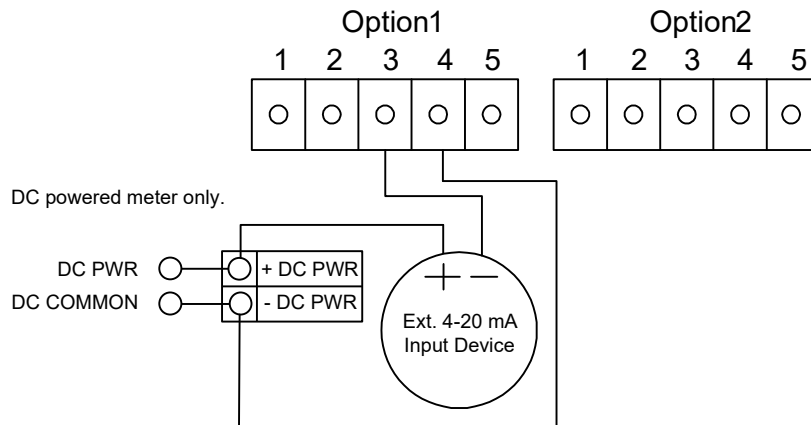 Option1 Option2
1 2 3 4 5 1 2 3 4 5
DC powered meter only.
DC PWR + DC PWR
DC COMMON - DC PWR
+ −
Ext. 4-20 mA
Input Device